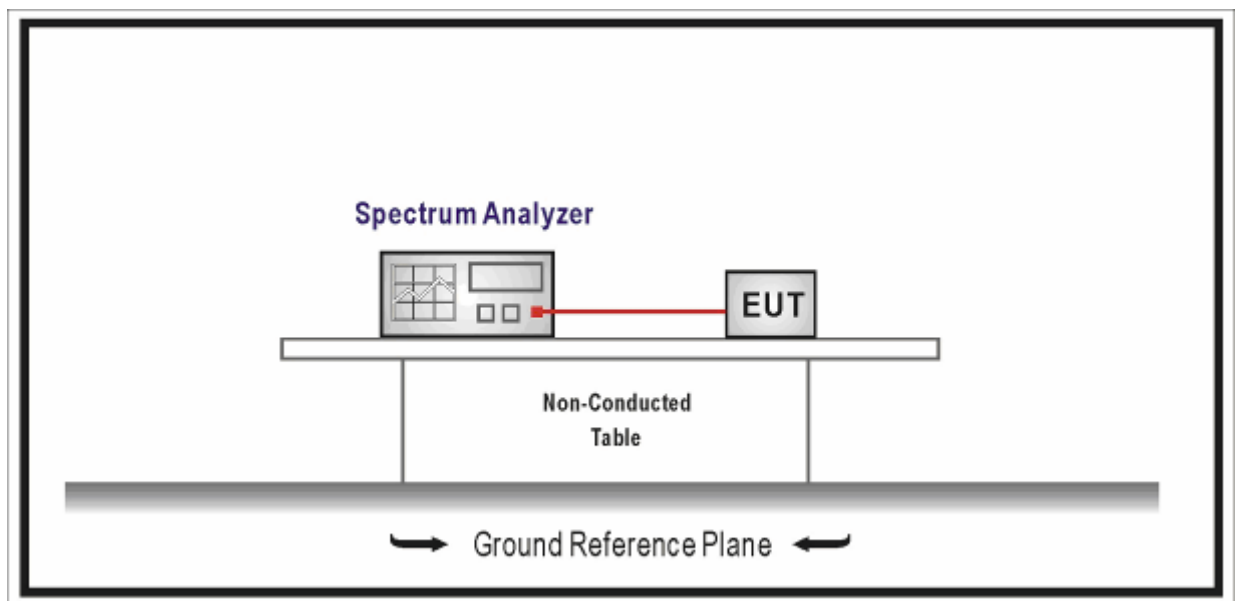 Spectrum Analyzer
EUT
Non-Conducted
Table
Ground Reference Plane